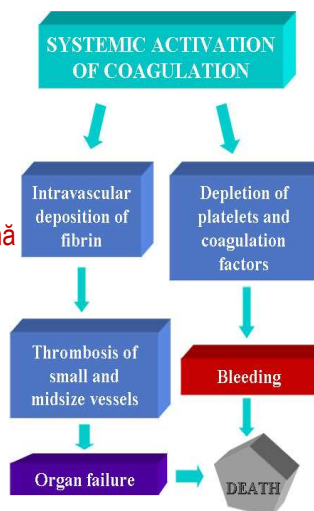 SYSTEMIC ACTIVATION
OF COAGULATION
Intravascular
deposition of
fibrin
Depletion of
platelets and
coagulation
factors
Thrombosis of
small and
midsize vessels
Bleeding
Organ failure
DEATH